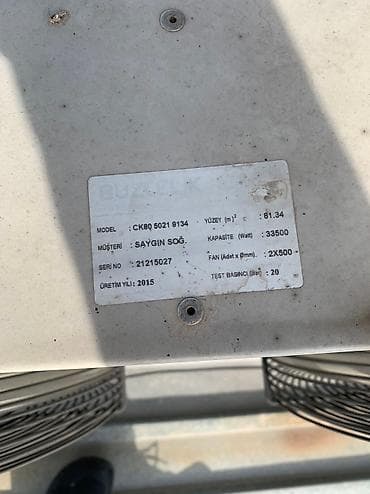 MODEL : CK80 5021 9134 YÜZEY (m)² : 81.34
MÜŞTERİ : SAYGIN SOĞ. KAPASİTE (Watt) : 33500
SERİ NO : 21215027 FAN (Adet x Ømm) : 2X500
ÜRETİM YILI : 2015 TEST BASINCI (Bar) : 20